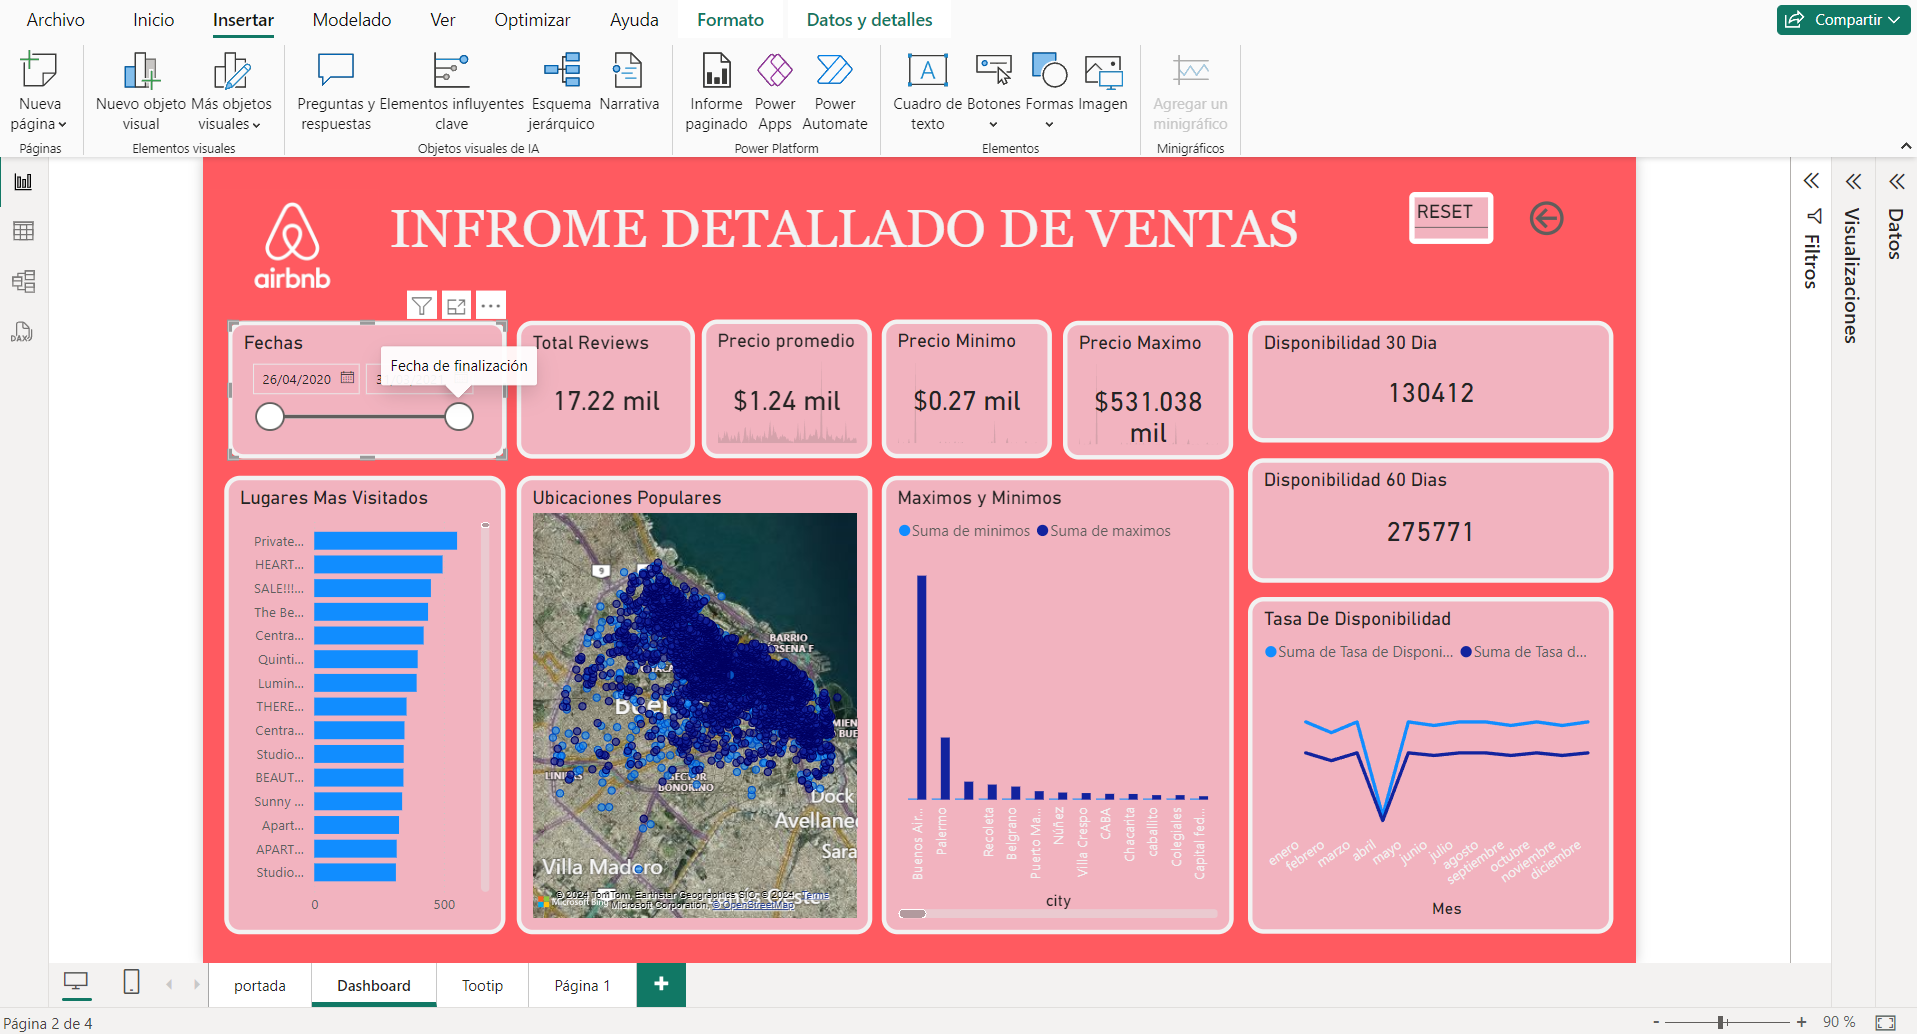 Archivo Inicio Insertar Modelado Ver Optimizar Ayuda Formato Datos y detalles Compartir
Nueva página
Nuevo objeto visual
Más objetos visuales
Preguntas y respuestas
Elementos influyentes clave
Esquema jerárquico
Narrativa
Informe paginado
Power Apps
Power Automate
Cuadro de texto
Botones
Formas
Imagen
Agregar un minigráfico
Páginas
Elementos visuales
Objetos visuales de IA
Power Platform
Elementos
Minigráficos
DAX
airbnb
INFROME DETALLADO DE VENTAS
RESET
Filtros
Visualizaciones
Datos
Fechas
26/04/2020
Fecha de finalización
Total Reviews
17.22 mil
Precio promedio
$1.24 mil
Precio Minimo
$0.27 mil
Precio Maximo
$531.038
mil
Disponibilidad 30 Dia
130412
Disponibilidad 60 Dias
275771
Lugares Mas Visitados
Private...
HEART...
SALE!!!...
The Be...
Centra...
Quinti...
Lumin...
THERE...
Centra...
Studio...
BEAUT...
Sunny ...
Apart...
APART...
Studio...
0 500
Ubicaciones Populares
9
BARRIO
LINIERS
SECTOR
BONORINO
Dock
Avellane
Sara
Villa Madero
© 2024 TomTom, Earthstar Geographics SIO, © 2024 Terms
Microsoft Bing
Microsoft Corporation, © OpenStreetMap
Maximos y Minimos
Suma de minimos Suma de maximos
Buenos Air...
Palermo
Recoleta
Belgrano
Puerto Ma...
Núñez
Villa Crespo
CABA
Chacarita
caballito
Colegiales
Capital fed...
city
Tasa De Disponibilidad
Suma de Tasa de Disponi... Suma de Tasa d...
enero
febrero
marzo
abril
mayo
junio
julio
agosto
septiembre
octubre
noviembre
diciembre
Mes
portada Dashboard Tootip Página 1 +
Página 2 de 4
- + 90 %